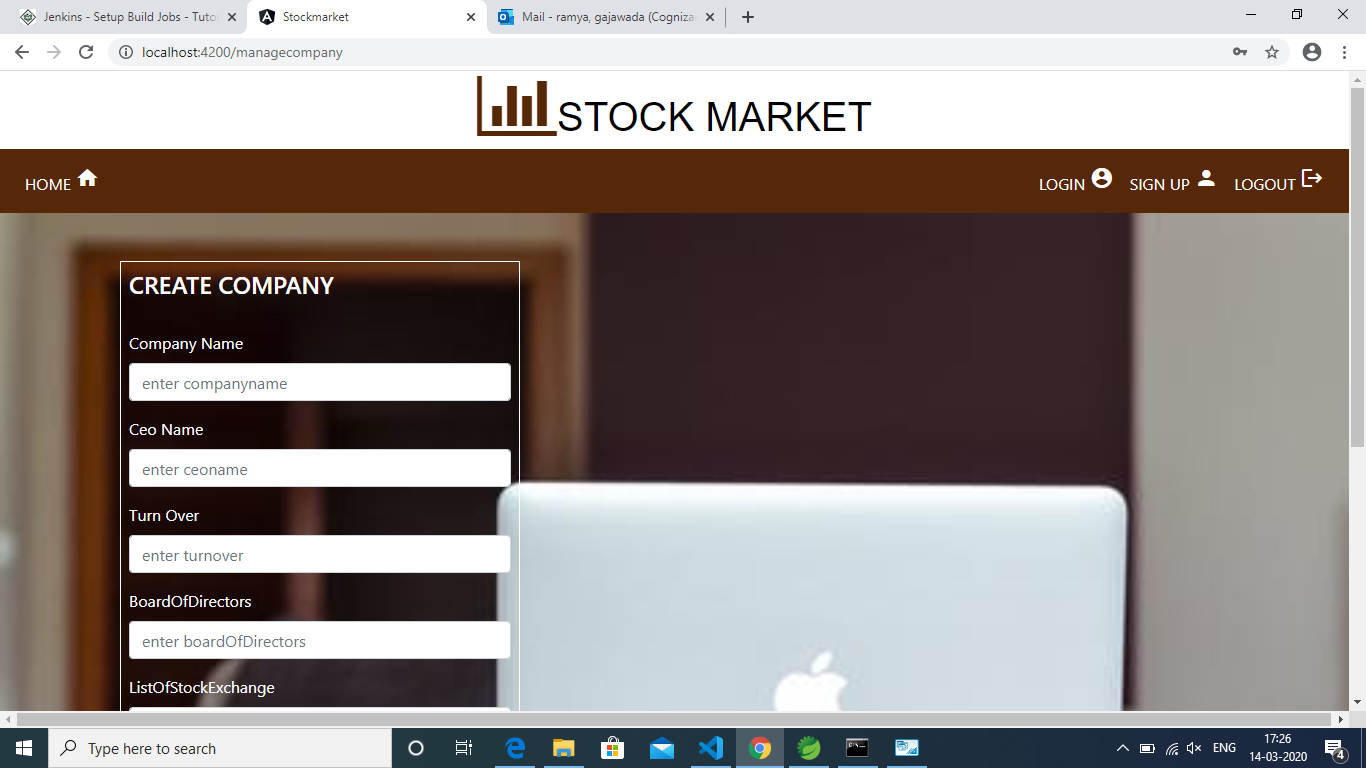 Jenkins - Setup Build Jobs - Tutor
Stockmarket
Mail - ramya, gajawada (Cogniza
localhost:4200/managecompany
STOCK MARKET
HOME
LOGIN
SIGN UP
LOGOUT
CREATE COMPANY
Company Name
enter companyname
Ceo Name
enter ceoname
Turn Over
enter turnover
BoardOfDirectors
enter boardOfDirectors
ListOfStockExchange
Type here to search
ENG
17:26
14-03-2020
4